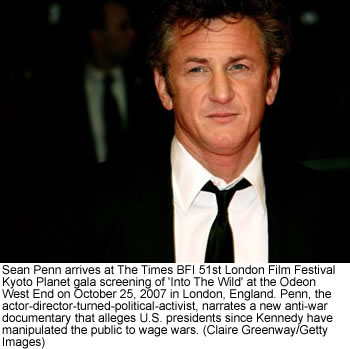 Sean Penn arrives at The Times BFI 51st London Film Festival
Kyoto Planet gala screening of 'Into The Wild' at the Odeon
West End on October 25, 2007 in London, England. Penn, the
actor-director-turned-political-activist, narrates a new anti-war
documentary that alleges U.S. presidents since Kennedy have
manipulated the public to wage wars. (Claire Greenway/Getty
Images)